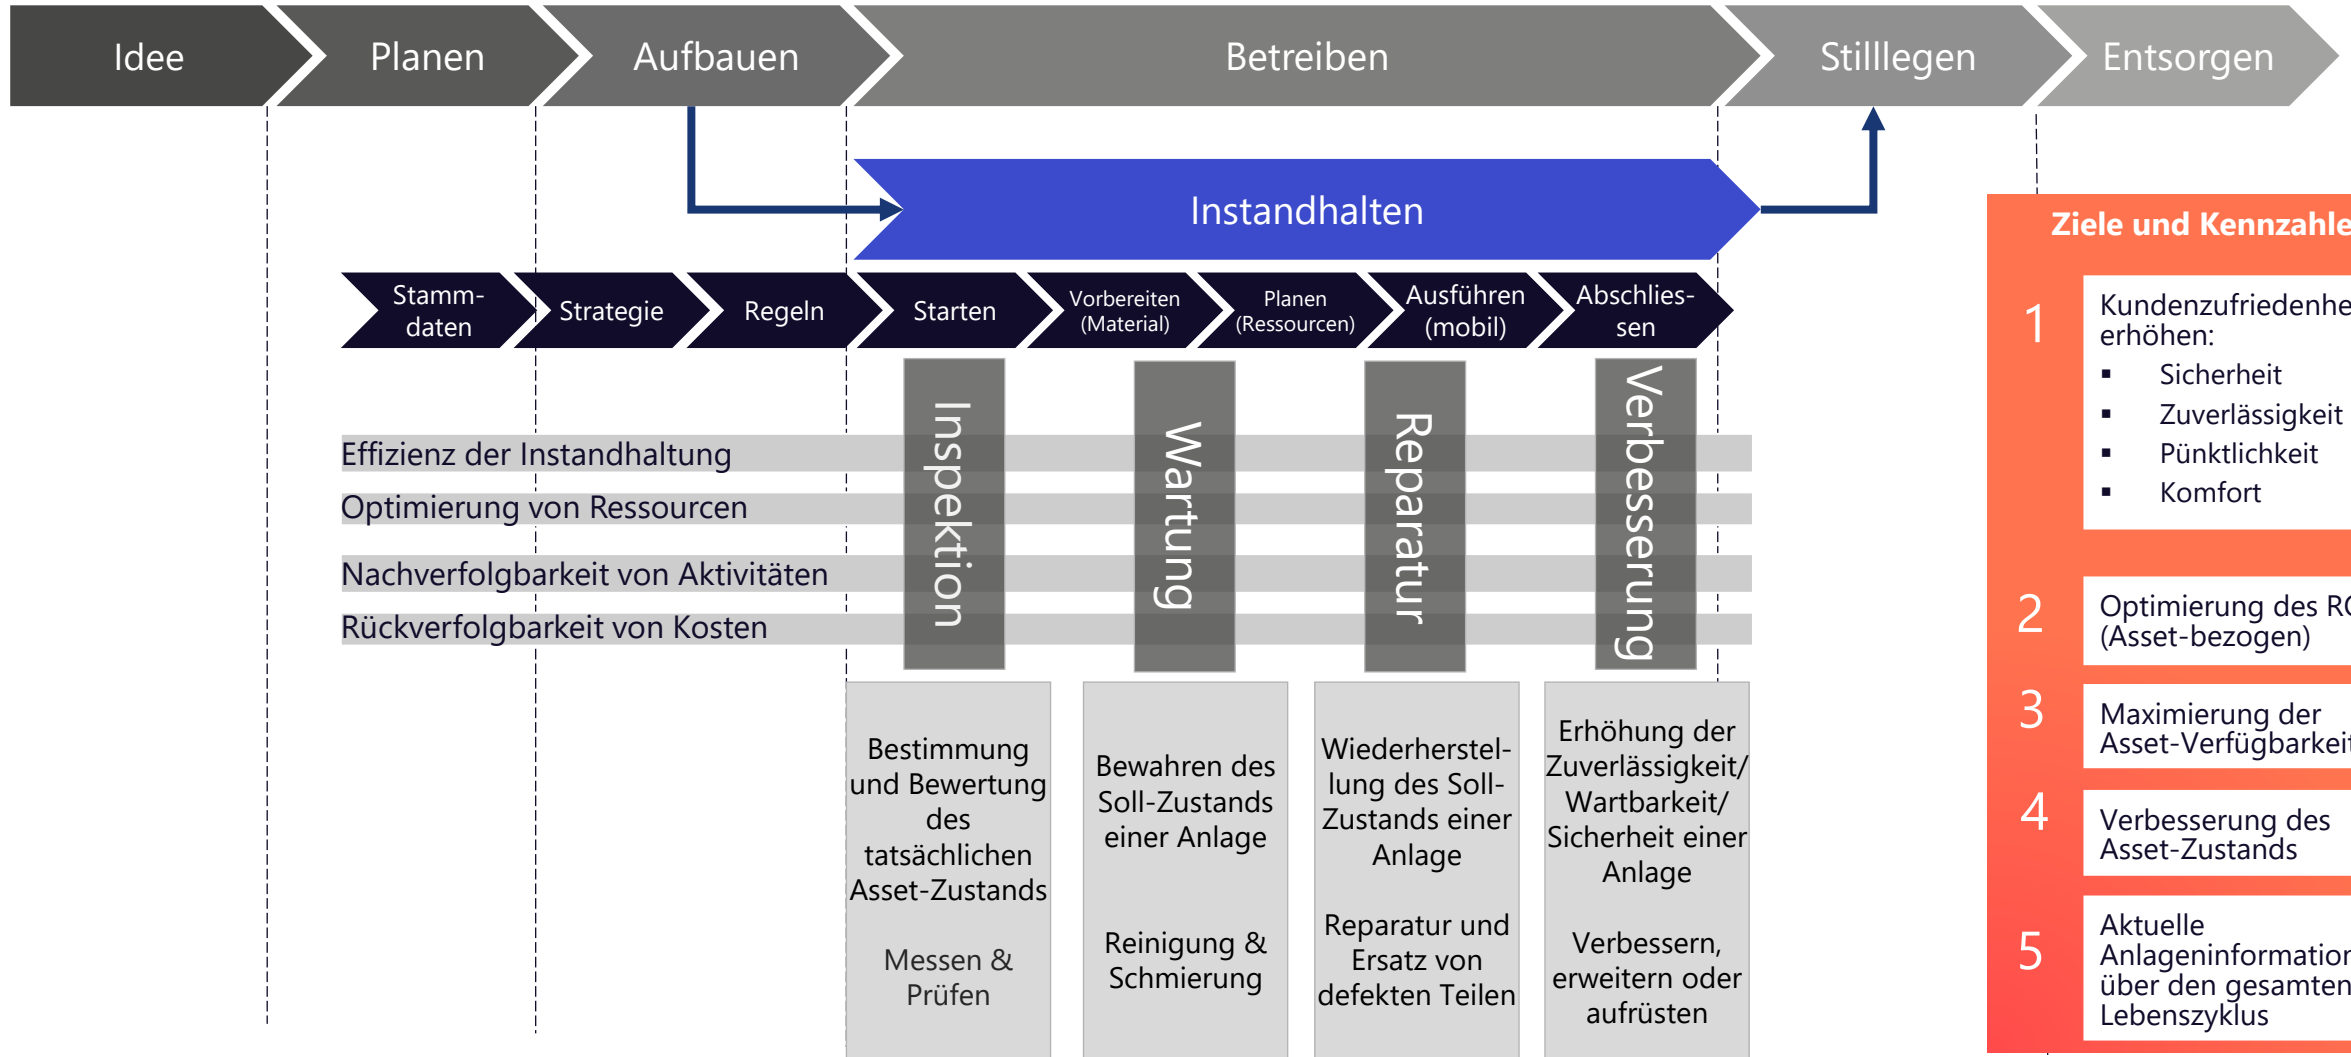 Idee
Planen
Aufbauen
Betreiben
Stilllegen
Entsorgen
Instandhalten
Stamm-
daten
Strategie
Regeln
Starten
Vorbereiten
(Material)
Planen
(Ressourcen)
Ausführen
(mobil)
Abschlies-
sen
Effizienz der Instandhaltung
Optimierung von Ressourcen
Nachverfolgbarkeit von Aktivitäten
Rückverfolgbarkeit von Kosten
Inspektion
Wartung
Reparatur
Verbesserung
Bestimmung
und Bewertung
des
tatsächlichen
Asset-Zustands
Messen &
Prüfen
Bewahren des
Soll-Zustands
einer Anlage
Reinigung &
Schmierung
Wiederherstel-
lung des Soll-
Zustands einer
Anlage
Reparatur und
Ersatz von
defekten Teilen
Erhöhung der
Zuverlässigkeit/
Wartbarkeit/
Sicherheit einer
Anlage
Verbessern,
erweitern oder
aufrüsten
Ziele und Kennzahle
1
Kundenzufriedenhe
erhöhen:
▪ Sicherheit
▪ Zuverlässigkeit
▪ Pünktlichkeit
▪ Komfort
2
Optimierung des
(Asset-bezogen)
3
Maximierung der
Asset-Verfügbarkeit
4
Verbesserung des
Asset-Zustands
5
Aktuelle
Anlageninformation
über den gesamten
Lebenszyklus